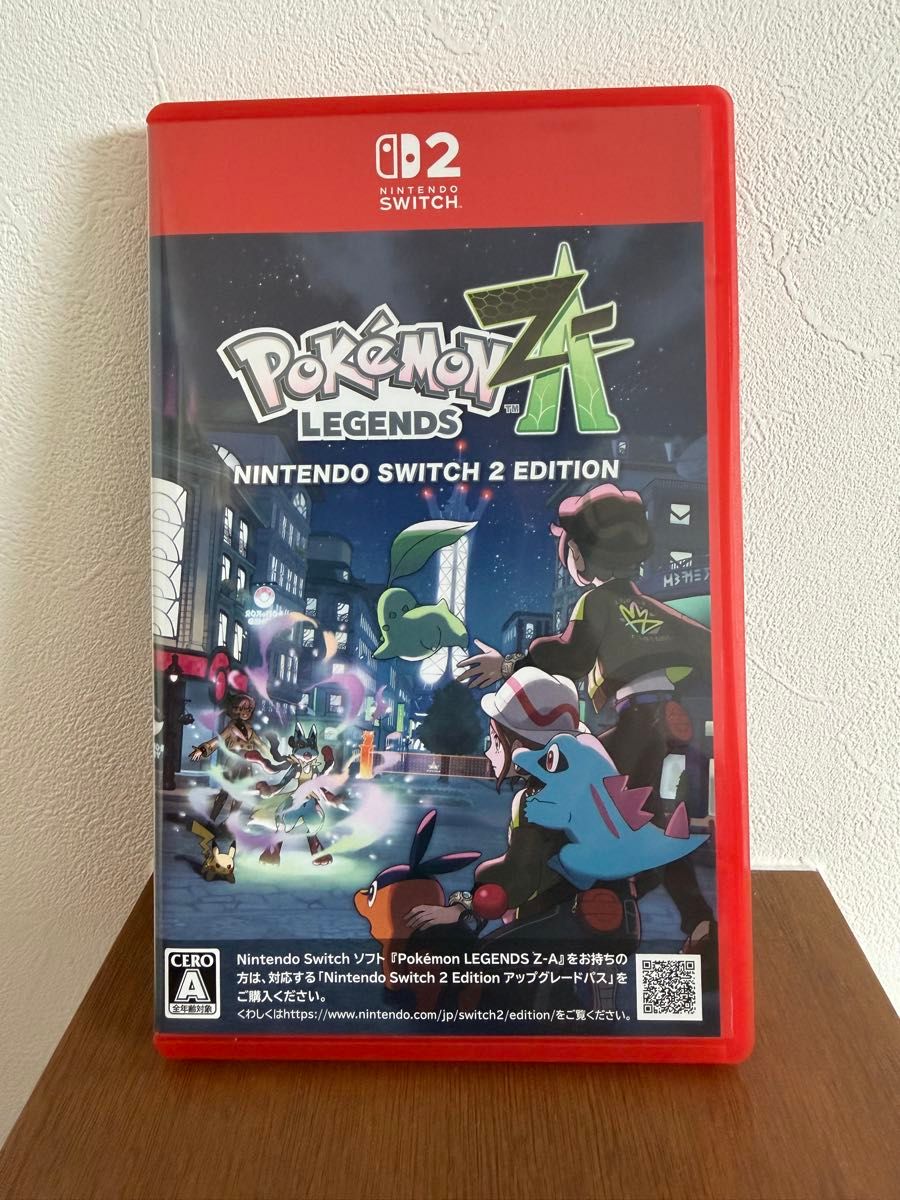 2
NINTENDO
SWITCH™
POKéMON
LEGENDS
ZA
™
NINTENDO SWITCH 2 EDITION
CERO
A
全年齢対象
Nintendo Switch ソフト『Pokémon LEGENDS Z-A』をお持ちの
方は、対応する「Nintendo Switch 2 Edition アップグレードパス」を
ご購入ください。
くわしくはhttps://www.nintendo.com/jp/switch2/edition/をご覧ください。